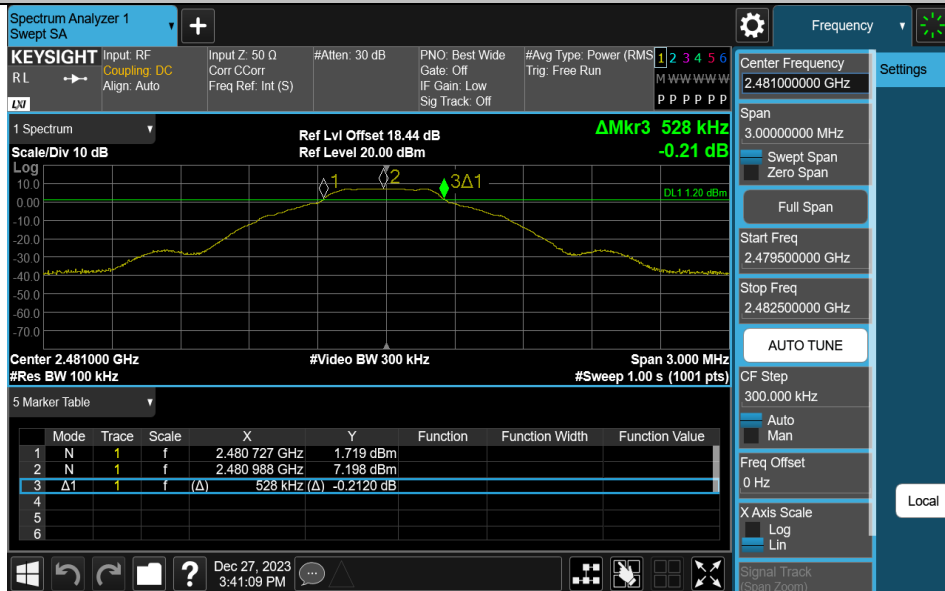 Spectrum Analyzer 1
Swept SA
+
Frequency
KEYSIGHT
RL
LXI
Input: RF
Coupling: DC
Align: Auto
Input Z: 50 Ω
Corr CCorr
Freq Ref: Int (S)
#Atten: 30 dB
PNO: Best Wide
Gate: Off
IF Gain: Low
Sig Track: Off
#Avg Type: Power (RMS
Trig: Free Run
1 2 3 4 5 6
M W W W W W
P P P P P P
1 Spectrum
Scale/Div 10 dB
Ref Lvl Offset 18.44 dB
Ref Level 20.00 dBm
ΔMkr3 528 kHz
-0.21 dB
Log
10.0
0.00
-10.0
-20.0
-30.0
-40.0
-50.0
-60.0
-70.0
1
2
3Δ1
DL1 1.20 dBm
Center 2.481000 GHz
#Video BW 300 kHz
Span 3.000 MHz
#Res BW 100 kHz
#Sweep 1.00 s (1001 pts)
5 Marker Table
Mode Trace Scale X Y Function Function Width Function Value
1 N 1 f 2.480 727 GHz 1.719 dBm
2 N 1 f 2.480 988 GHz 7.198 dBm
3 Δ1 1 f (Δ) 528 kHz (Δ) -0.2120 dB
4
5
6
?
Dec 27, 2023
3:41:09 PM
Center Frequency
2.481000000 GHz
Settings
Span
3.00000000 MHz
Swept Span
Zero Span
Full Span
Start Freq
2.479500000 GHz
Stop Freq
2.482500000 GHz
AUTO TUNE
CF Step
300.000 kHz
Auto
Man
Freq Offset
0 Hz
Local
X Axis Scale
Log
Lin
Signal Track
(Span Zoom)